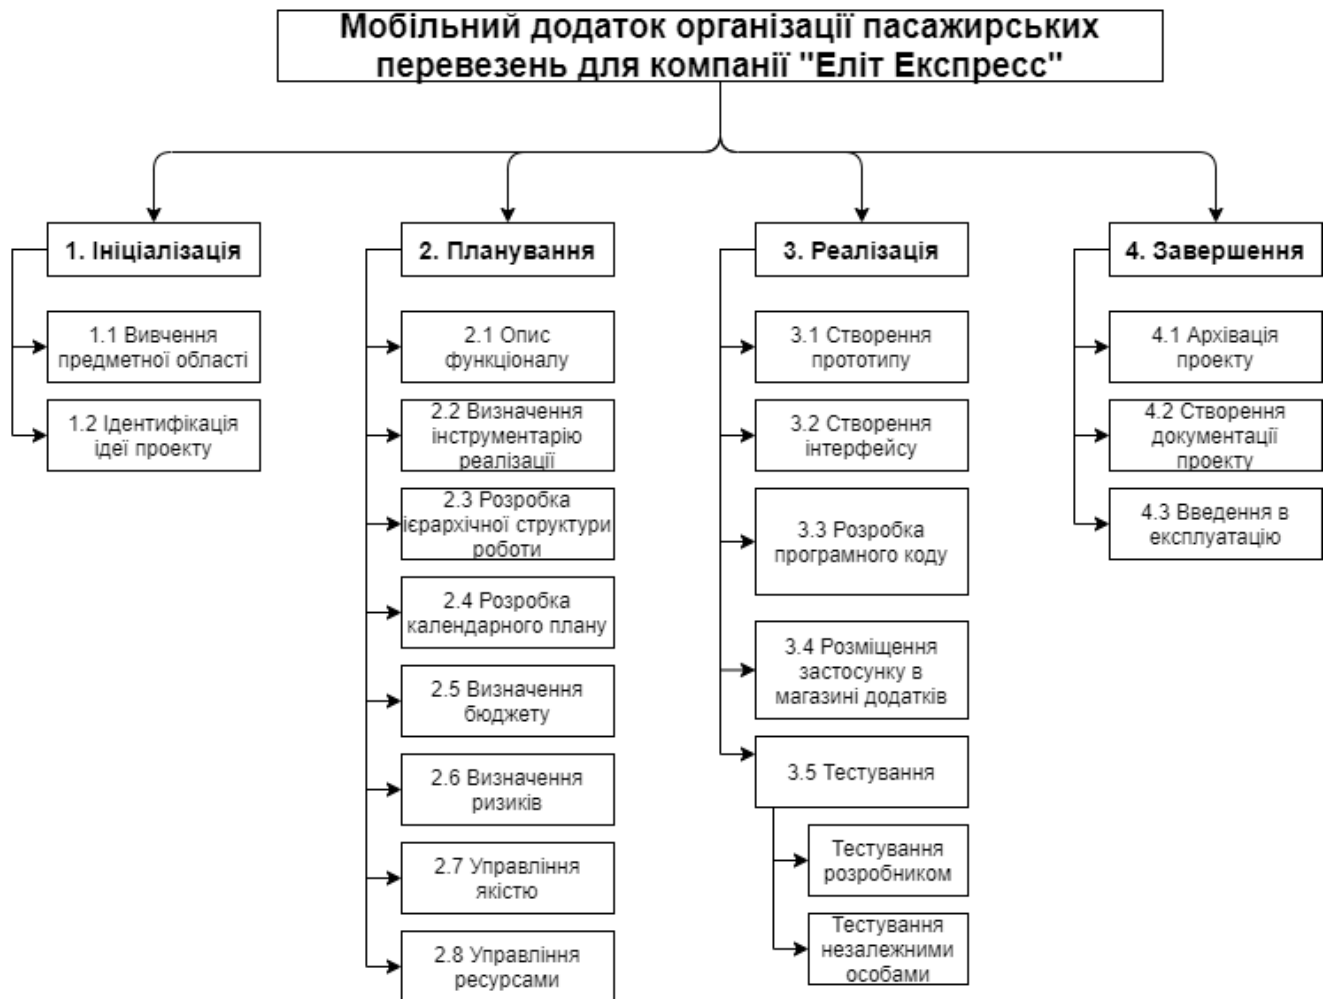 Мобільний додаток організації пасажирських
перевезень для компанії "Еліт Експресс"
1. Ініціалізація
1.1 Вивчення
предметної області
1.2 Ідентифікація
ідеї проекту
2. Планування
2.1 Опис
функціоналу
2.2 Визначення
інструментарію
реалізації
2.3 Розробка
ієрархічної структури
роботи
2.4 Розробка
календарного плану
2.5 Визначення
бюджету
2.6 Визначення
ризиків
2.7 Управління
якістю
2.8 Управління
ресурсами
3. Реалізація
3.1 Створення
прототипу
3.2 Створення
інтерфейсу
3.3 Розробка
програмного коду
3.4 Розміщення
застосунку в
магазині додатків
3.5 Тестування
Тестування
розробником
Тестування
незалежними
особами
4. Завершення
4.1 Архівація
проекту
4.2 Створення
документації
проекту
4.3 Введення в
експлуатацію